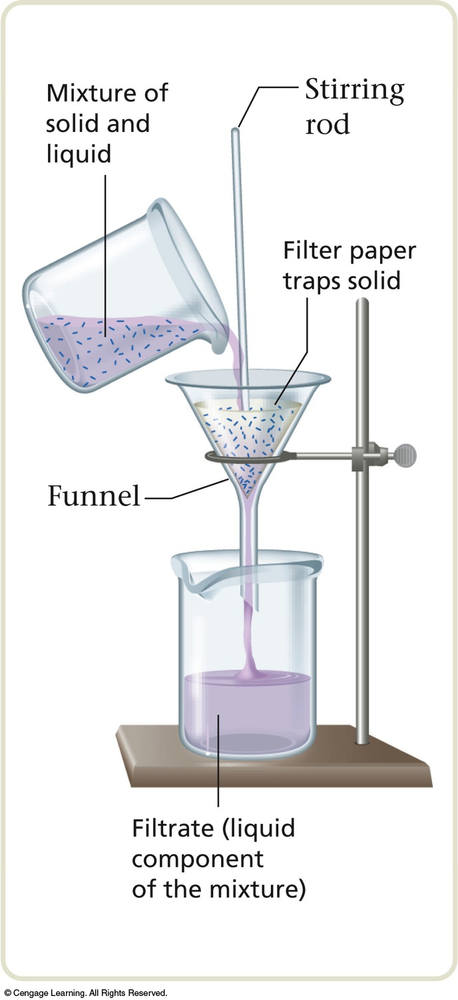 Mixture of
solid and
liquid
Stirring
rod
Filter paper
traps solid
Funnel
Filtrate (liquid
component
of the mixture)
© Cengage Learning. All Rights Reserved.